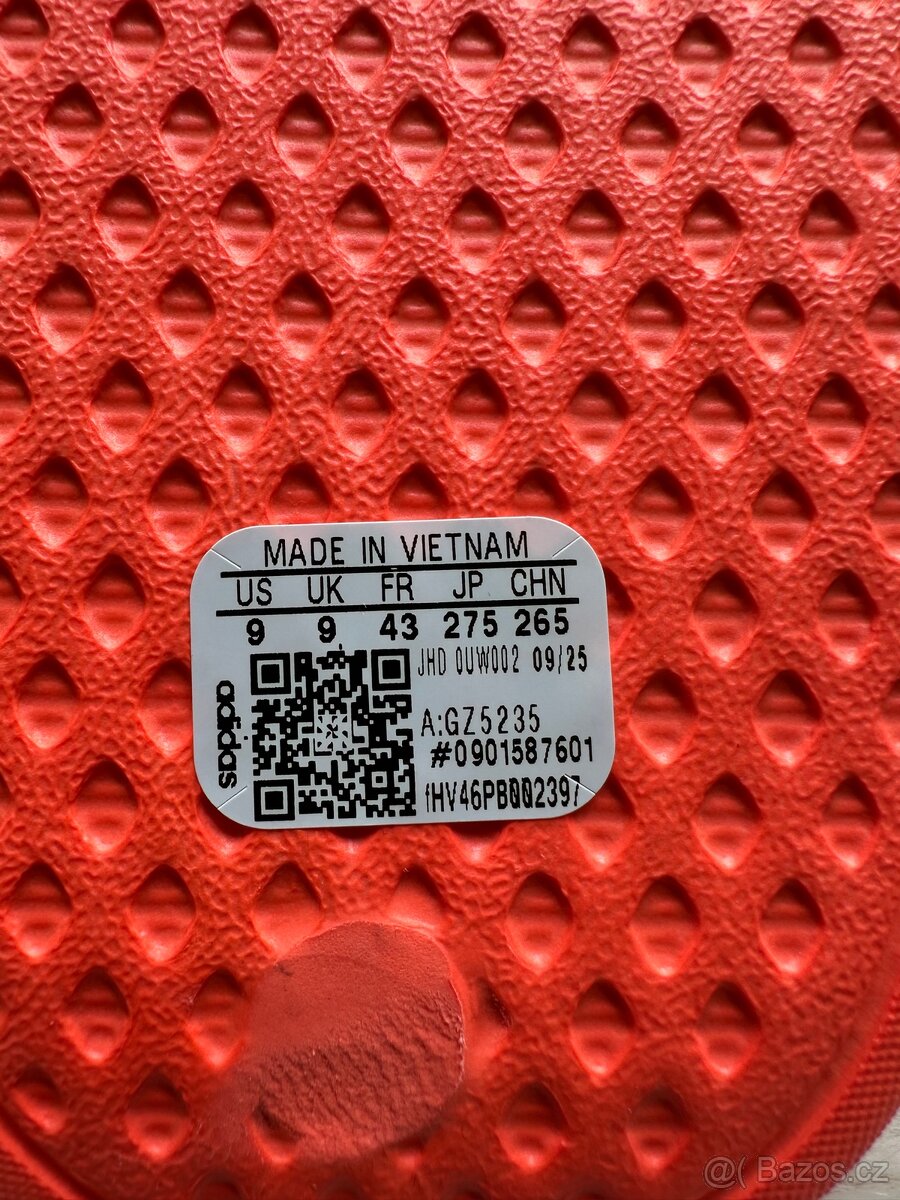 MADE IN VIETNAM
US UK FR JP CHN
9 9 43 275 265
JHD 0UW002 09/25
A:GZ5235
#0901587601
fHV46PB002397
adidas
@( Bazos.cz